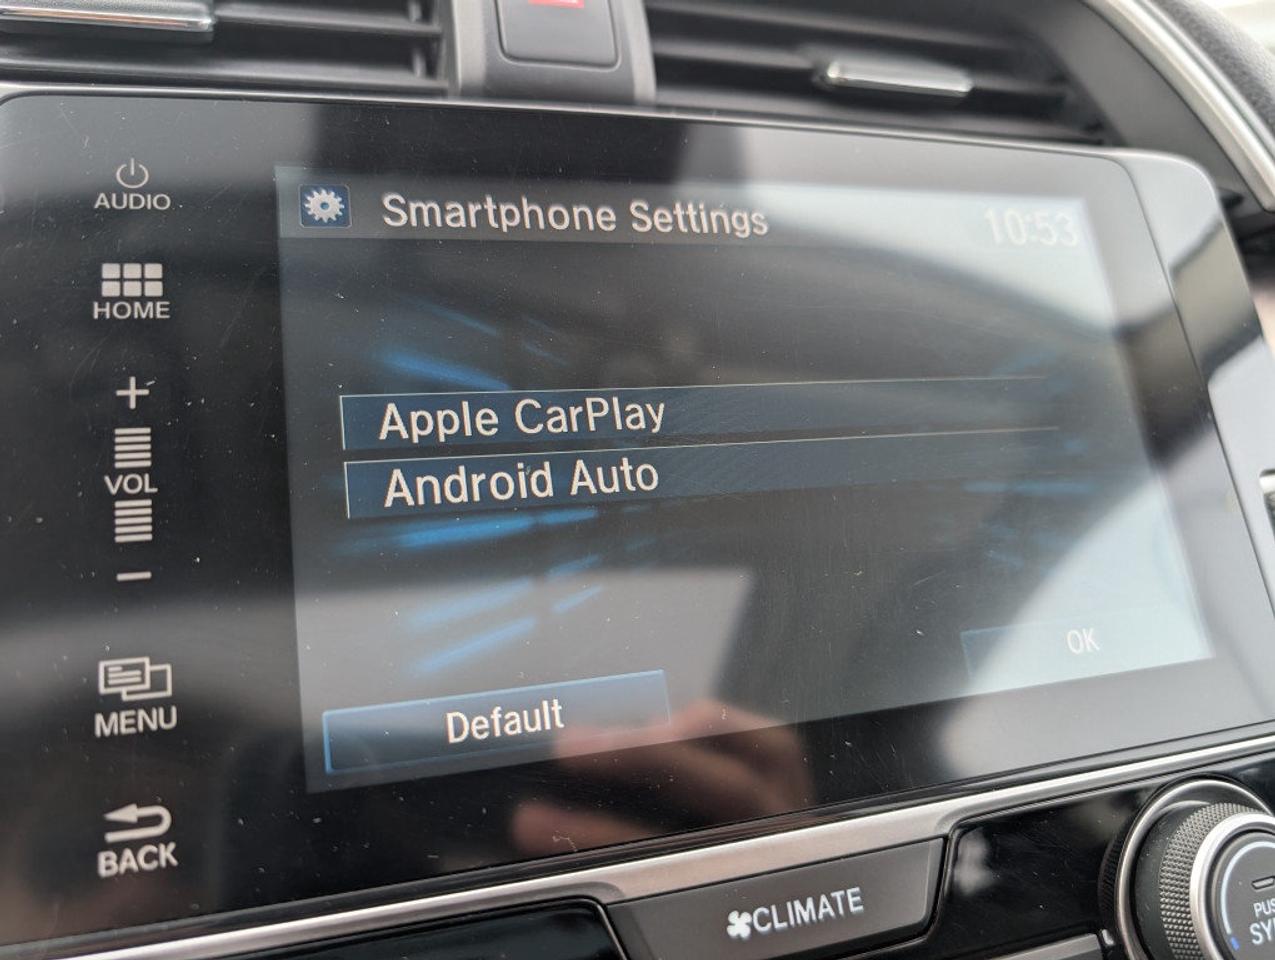 AUDIO
HOME
+
VOL
−
MENU
BACK
Smartphone Settings
10:53
Apple CarPlay
Android Auto
OK
Default
CLIMATE